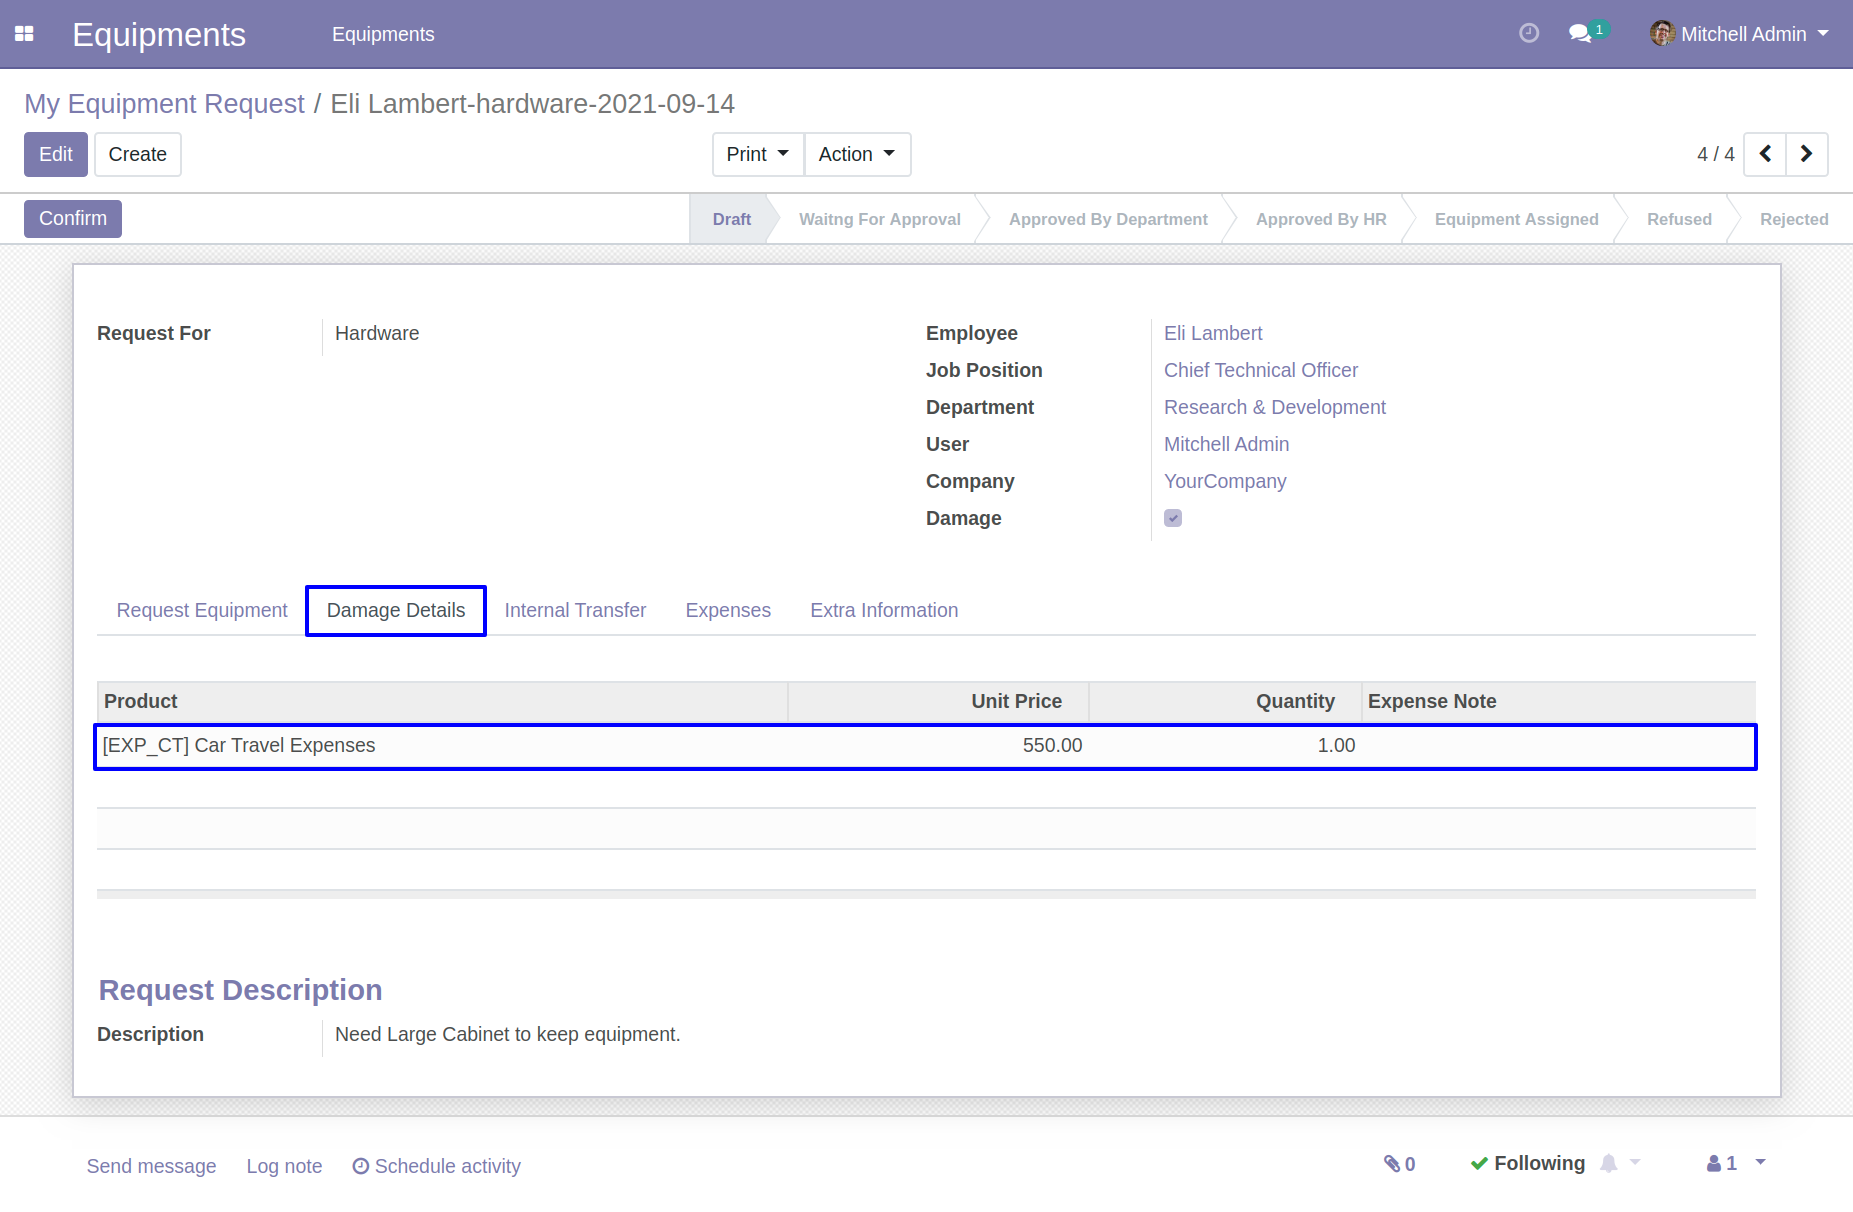 Equipments
Equipments
1
Mitchell Admin
My Equipment Request / Eli Lambert-hardware-2021-09-14
Edit
Create
Print
Action
4 / 4
Confirm
Draft
Waitng For Approval
Approved By Department
Approved By HR
Equipment Assigned
Refused
Rejected
Request For
Hardware
Employee
Eli Lambert
Job Position
Chief Technical Officer
Department
Research & Development
User
Mitchell Admin
Company
YourCompany
Damage
Request Equipment
Damage Details
Internal Transfer
Expenses
Extra Information
Product
Unit Price
Quantity
Expense Note
[EXP_CT] Car Travel Expenses
550.00
1.00
Request Description
Description
Need Large Cabinet to keep equipment.
Send message
Log note
Schedule activity
0
Following
1